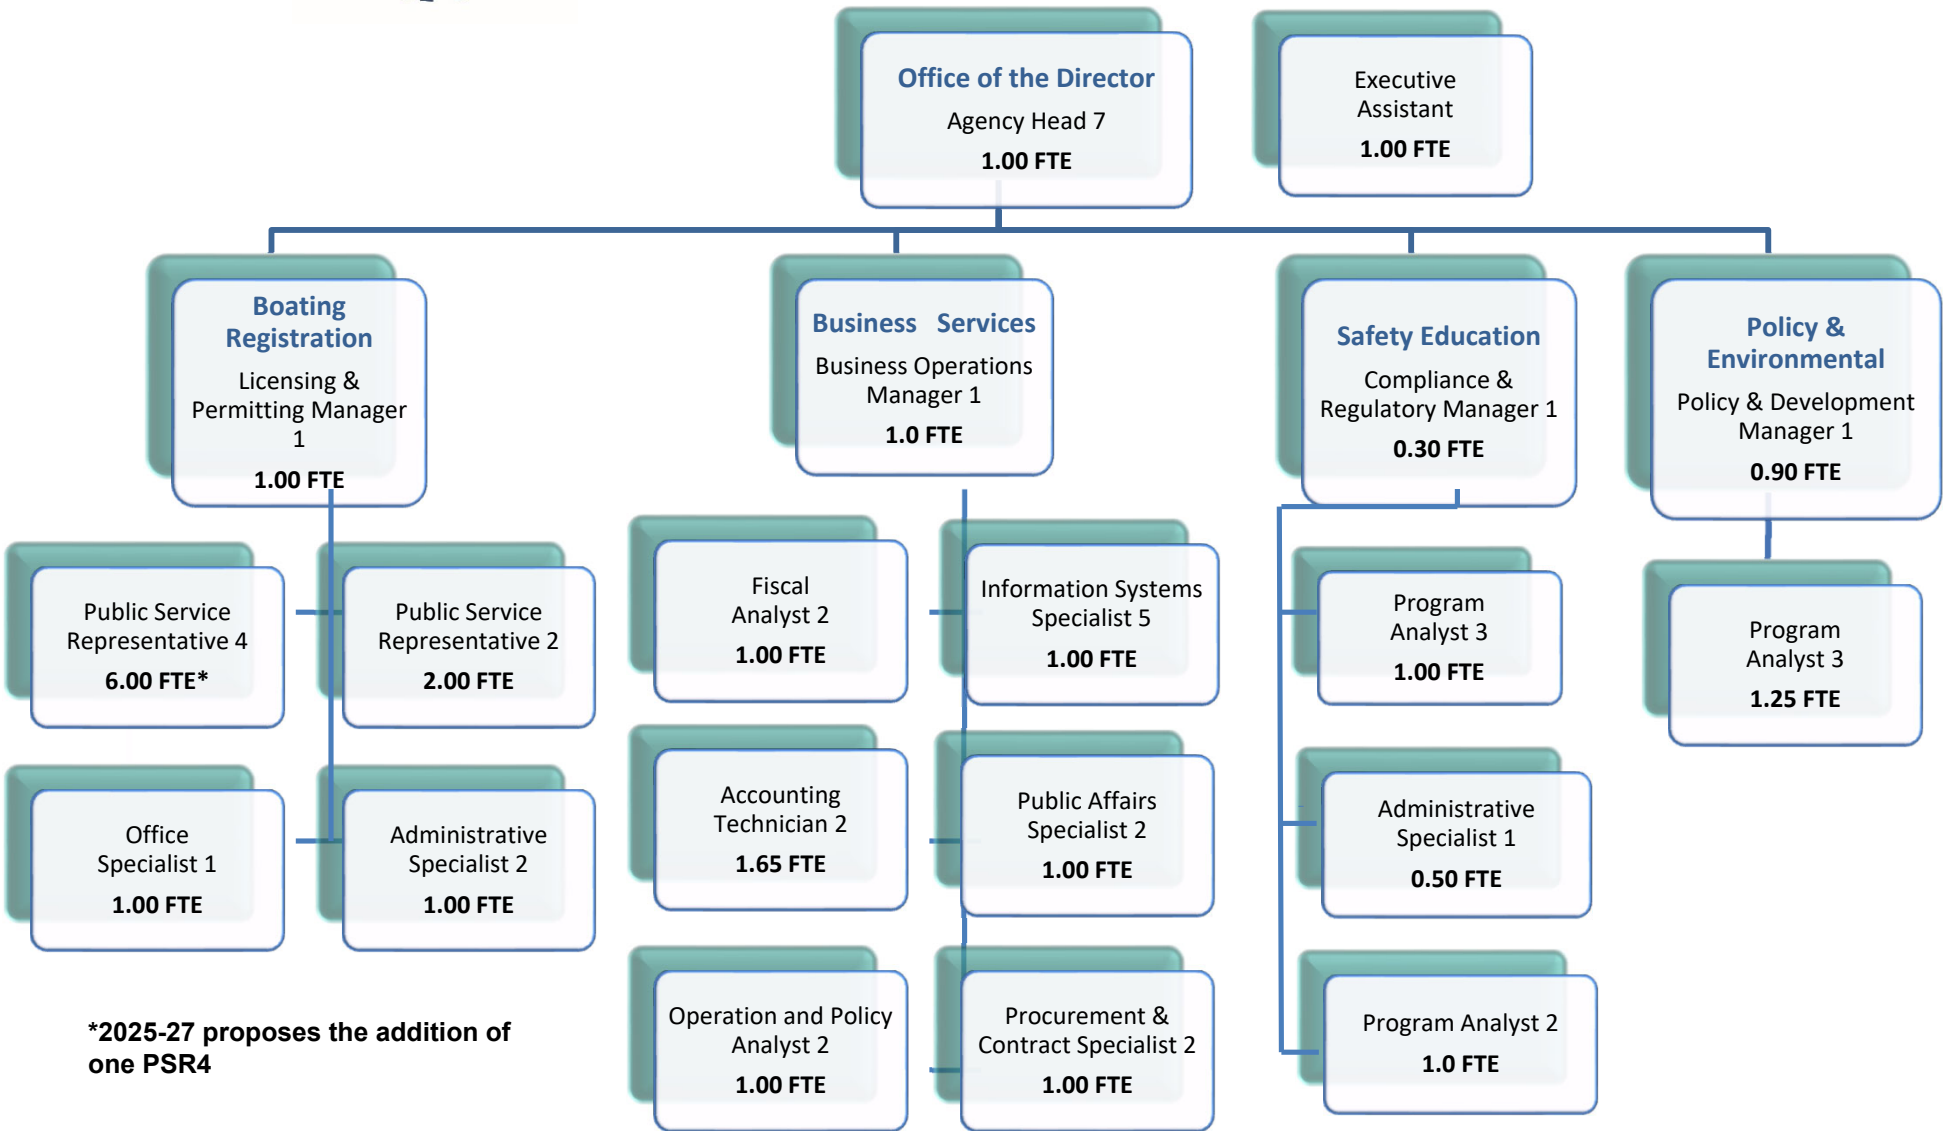 Office of the Director
Agency Head 7
1.00 FTE
Executive
Assistant
1.00 FTE
Boating
Registration
Licensing &
Permitting Manager
1
1.00 FTE
Business Services
Business Operations
Manager 1
1.0 FTE
Safety Education
Compliance &
Regulatory Manager 1
0.30 FTE
Policy &
Environmental
Policy & Development
Manager 1
0.90 FTE
Public Service
Representative 4
6.00 FTE*
Public Service
Representative 2
2.00 FTE
Office
Specialist 1
1.00 FTE
Administrative
Specialist 2
1.00 FTE
*2025-27 proposes the addition of
one PSR4
Fiscal
Analyst 2
1.00 FTE
Information Systems
Specialist 5
1.00 FTE
Accounting
Technician 2
1.65 FTE
Public Affairs
Specialist 2
1.00 FTE
Operation and Policy
Analyst 2
1.00 FTE
Procurement &
Contract Specialist 2
1.00 FTE
Program
Analyst 3
1.00 FTE
Administrative
Specialist 1
0.50 FTE
Program Analyst 2
1.0 FTE
Program
Analyst 3
1.25 FTE